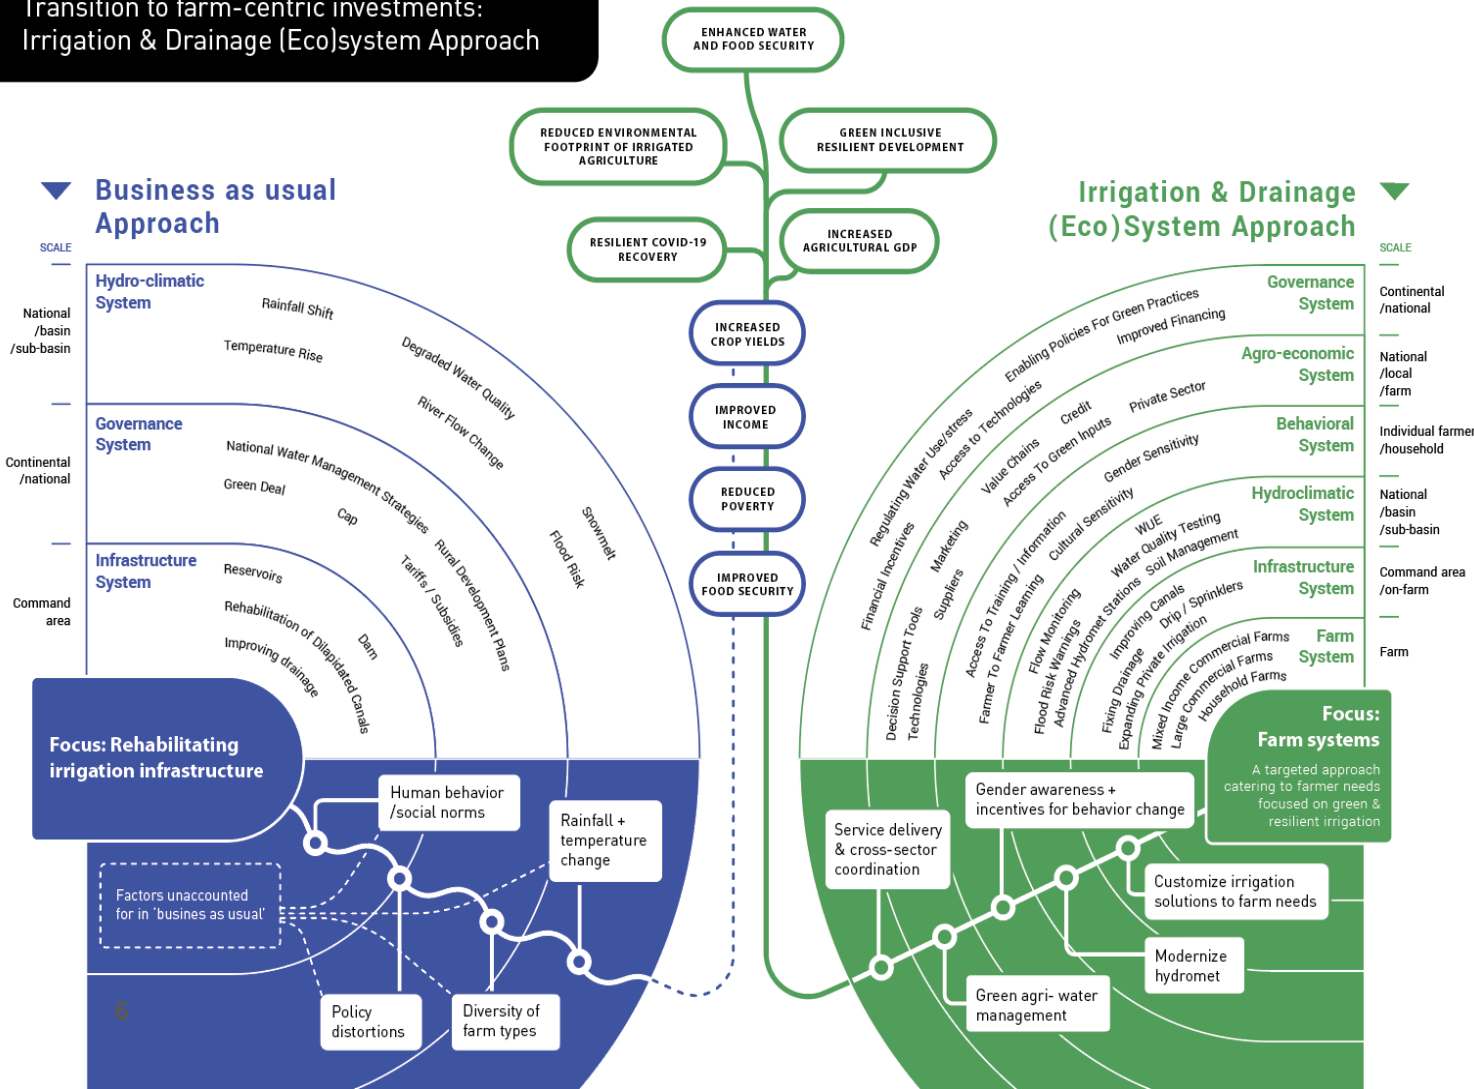 Transition to farm-centric investments:
Irrigation & Drainage (Eco)system Approach
ENHANCED WATER
AND FOOD SECURITY
REDUCED ENVIRONMENTAL
FOOTPRINT OF IRRIGATED
AGRICULTURE
GREEN INCLUSIVE
RESILIENT DEVELOPMENT
RESILIENT COVID-19
RECOVERY
INCREASED
AGRICULTURAL GDP
INCREASED
CROP YIELDS
IMPROVED
INCOME
REDUCED
POVERTY
IMPROVED
FOOD SECURITY
Business as usual
Approach
SCALE
National
/basin
/sub-basin
Continental
/national
Command
area
Hydro-climatic
System
Rainfall Shift
Temperature Rise
Degraded Water Quality
River Flow Change
Snowmelt
Flood Risk
Governance
System
National Water Management Strategies
Green Deal
Cap
Rural Development Plans
Tariffs / Subsidies
Infrastructure
System
Reservoirs
Rehabilitation of Dilapidated Canals
Dam
Improving drainage
Focus: Rehabilitating
irrigation infrastructure
Human behavior
/social norms
Rainfall +
temperature
change
Factors unaccounted
for in 'busines as usual'
Policy
distortions
Diversity of
farm types
6
Irrigation & Drainage
(Eco)System Approach
SCALE
Continental
/national
National
/local
/farm
Individual farmer
/household
National
/basin
/sub-basin
Command area
/on-farm
Farm
Governance
System
Enabling Policies For Green Practices
Improved Financing
Regulating Water Use/stress
Access to Technologies
Financial Incentives
Agro-economic
System
Private Sector
Credit
Value Chains
Access To Green Inputs
Marketing
Suppliers
Decision Support Tools
Technologies
Behavioral
System
Gender Sensitivity
Cultural Sensitivity
Access To Training / Information
Farmer To Farmer Learning
Hydroclimatic
System
WUE
Water Quality Testing
Soil Management
Flow Monitoring
Flood Risk Warnings
Advanced Hydromet Stations
Infrastructure
System
Improving Canals
Drip / Sprinklers
Fixing Drainage
Expanding Private Irrigation
Farm
System
Mixed Income Commercial Farms
Large Commercial Farms
Household Farms
Focus:
Farm systems
A targeted approach
catering to farmer needs
focused on green &
resilient irrigation
Gender awareness +
incentives for behavior change
Service delivery
& cross-sector
coordination
Customize irrigation
solutions to farm needs
Modernize
hydromet
Green agri- water
management